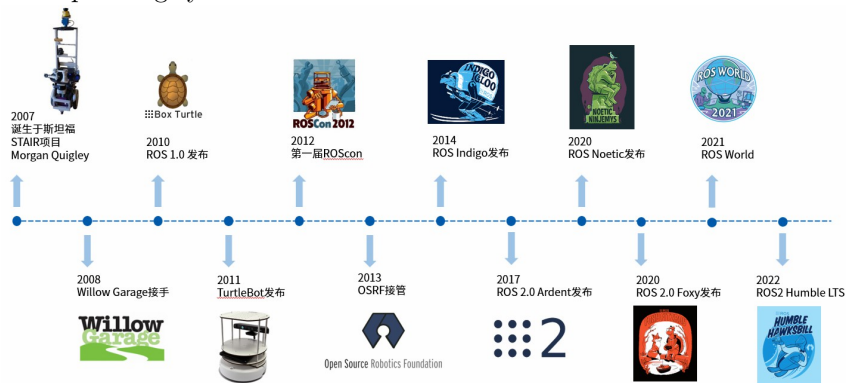 2007
诞生于斯坦福
STAIR项目
Morgan Quigley
Box Turtle
2010
ROS 1.0 发布
ROSCon 2012
2012
第一届ROScon
INDIGO
IGLOO
2014
ROS Indigo发布
NOETIC
NINJEMYS
2020
ROS Noetic发布
ROS WORLD
2021
2021
ROS World
2008
Willow Garage接手
Willow
Garage
2011
TurtleBot发布
2013
OSRF接管
Open Source Robotics Foundation
2017
ROS 2.0 Ardent发布
2
2020
ROS 2.0 Foxy发布
2022
ROS2 Humble LTS
HUMBLE
HAWKSBILL